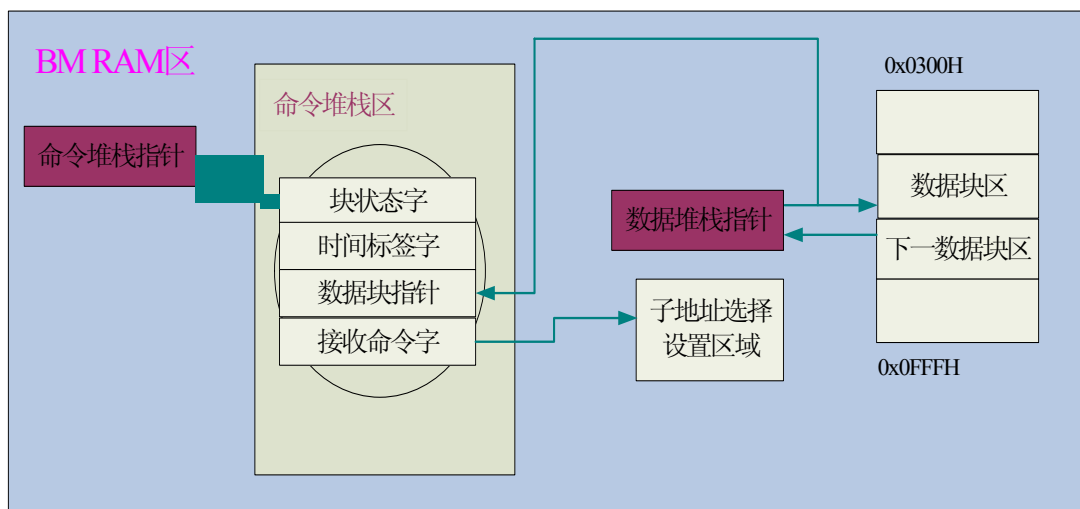 BM RAM区
命令堆栈区
命令堆栈指针
块状态字
时间标签字
数据块指针
接收命令字
数据堆栈指针
子地址选择
设置区域
0x0300H
数据块区
下一数据块区
0x0FFFH